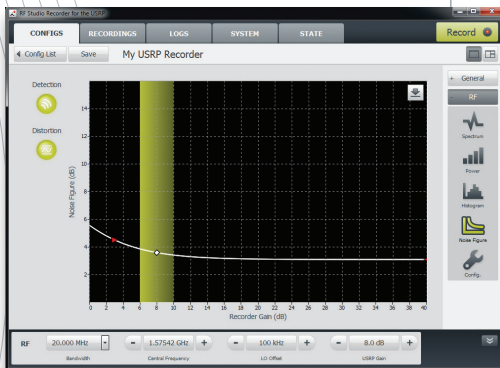 RF Studio Recorder for the USRP
CONFIGS RECORDINGS LOGS SYSTEM STATE Record
Config List Save My USRP Recorder
Detection
Distortion
Noise Figure (dB)
14
12
10
8
6
4
2
0 2 4 6 8 10 12 14 16 18 20 22 24 26 28 30 32 34 36 38 40
Recorder Gain (dB)
+ General
- RF
Spectrum
Power
Histogram
Noise Figure
Config.
RF 20.000 MHz - 1.57542 GHz + - 100 kHz + - 8.0 dB +
Bandwidth Central Frequency LO Offset USRP Gain